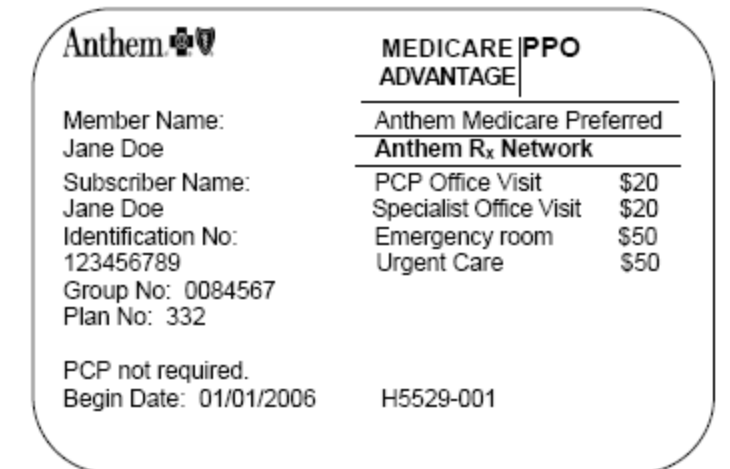 Anthem
MEDICARE PPO
ADVANTAGE
Member Name:
Jane Doe
Subscriber Name:
Jane Doe
Identification No:
123456789
Group No: 0084567
Plan No: 332
PCP not required.
Begin Date: 01/01/2006
Anthem Medicare Preferred
Anthem Rx Network
PCP Office Visit $20
Specialist Office Visit $20
Emergency room $50
Urgent Care $50
H5529-001